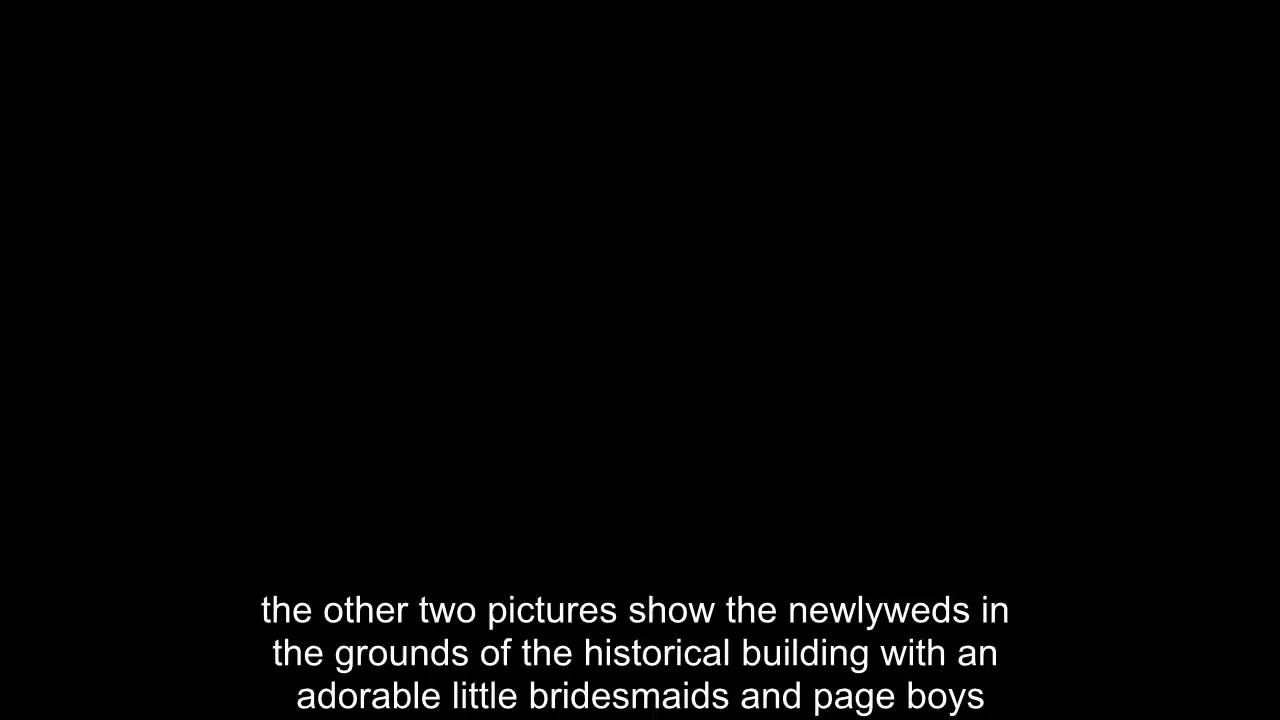 the other two pictures show the newlyweds in
the grounds of the historical building with an
adorable little bridesmaids and page boys